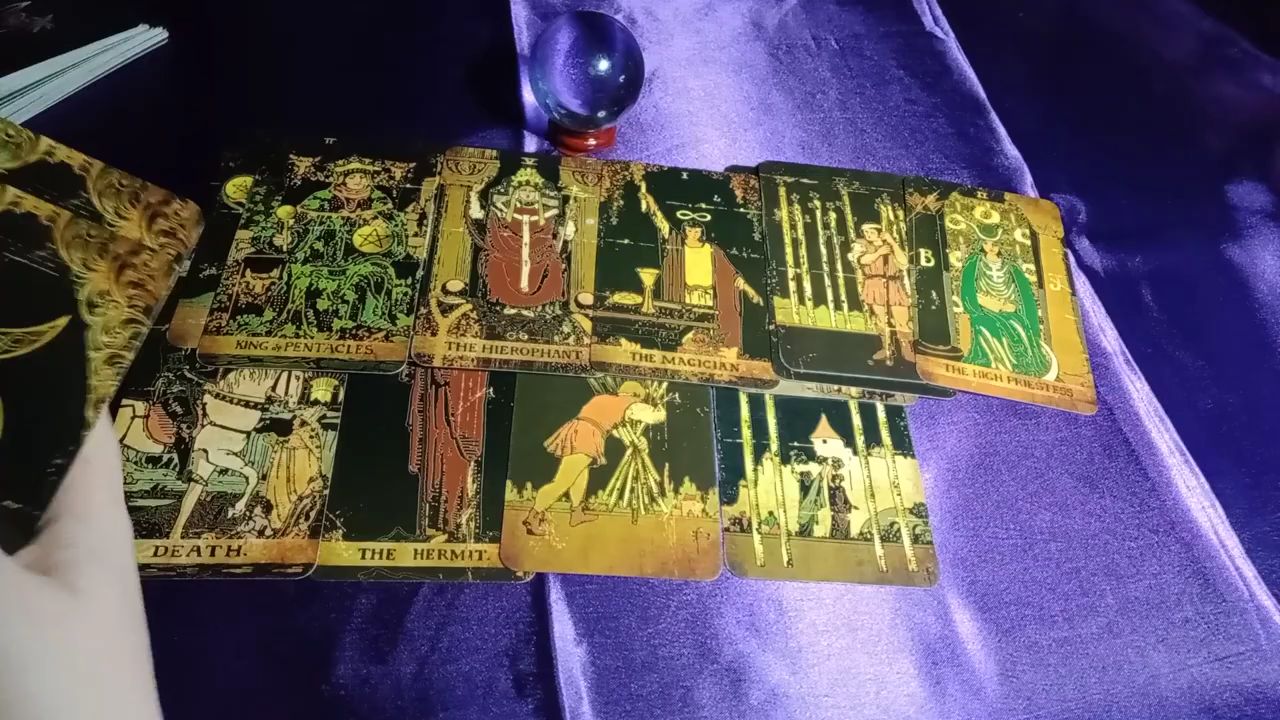 V
I
KING of PENTACLES.
THE HIEROPHANT
THE MAGICIAN
B
THE HIGH PRIESTESS
DEATH.
THE HERMIT.